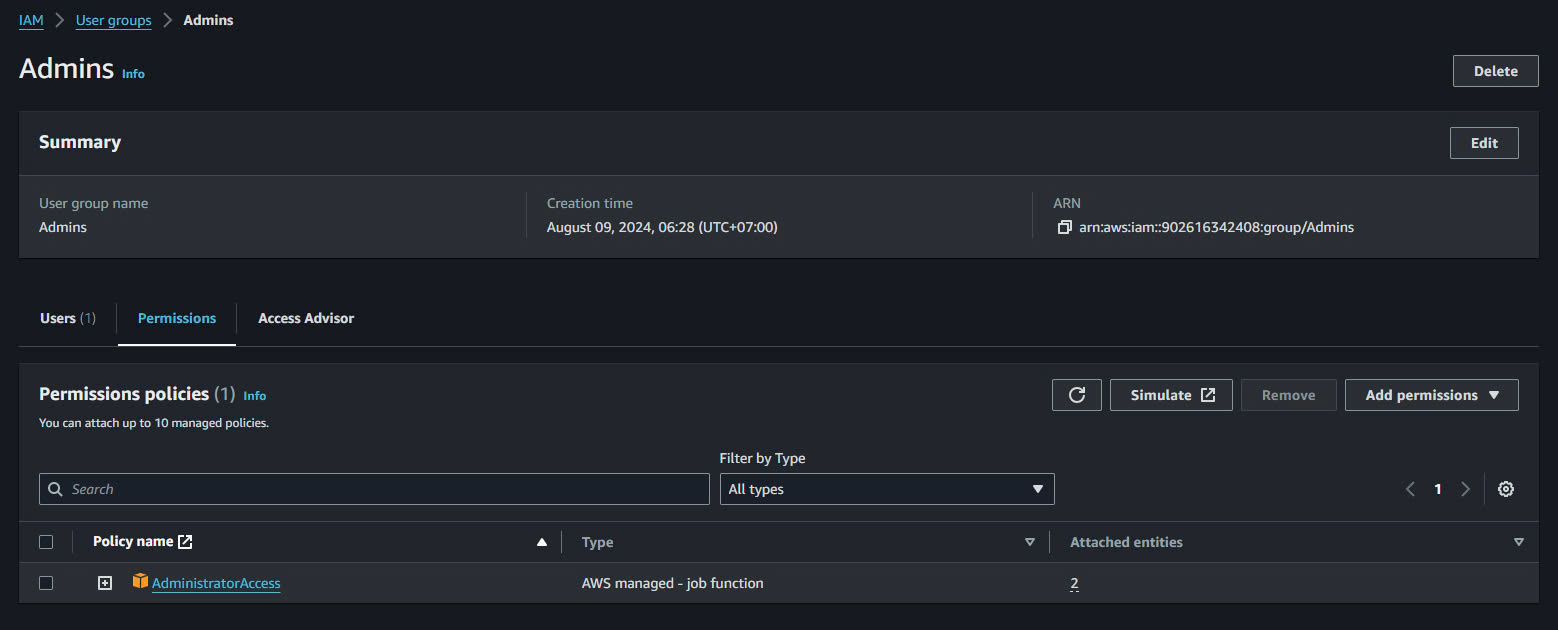 IAM > User groups > Admins
Admins Info
Delete
Summary
Edit
User group name
Admins
Creation time
August 09, 2024, 06:28 (UTC+07:00)
ARN
arn:aws:iam::902616342408:group/Admins
Users (1)
Permissions
Access Advisor
Permissions policies (1) Info
You can attach up to 10 managed policies.
Simulate
Remove
Add permissions
Filter by Type
Search
All types
1
Policy name
Type
Attached entities
AdministratorAccess
AWS managed - job function
2